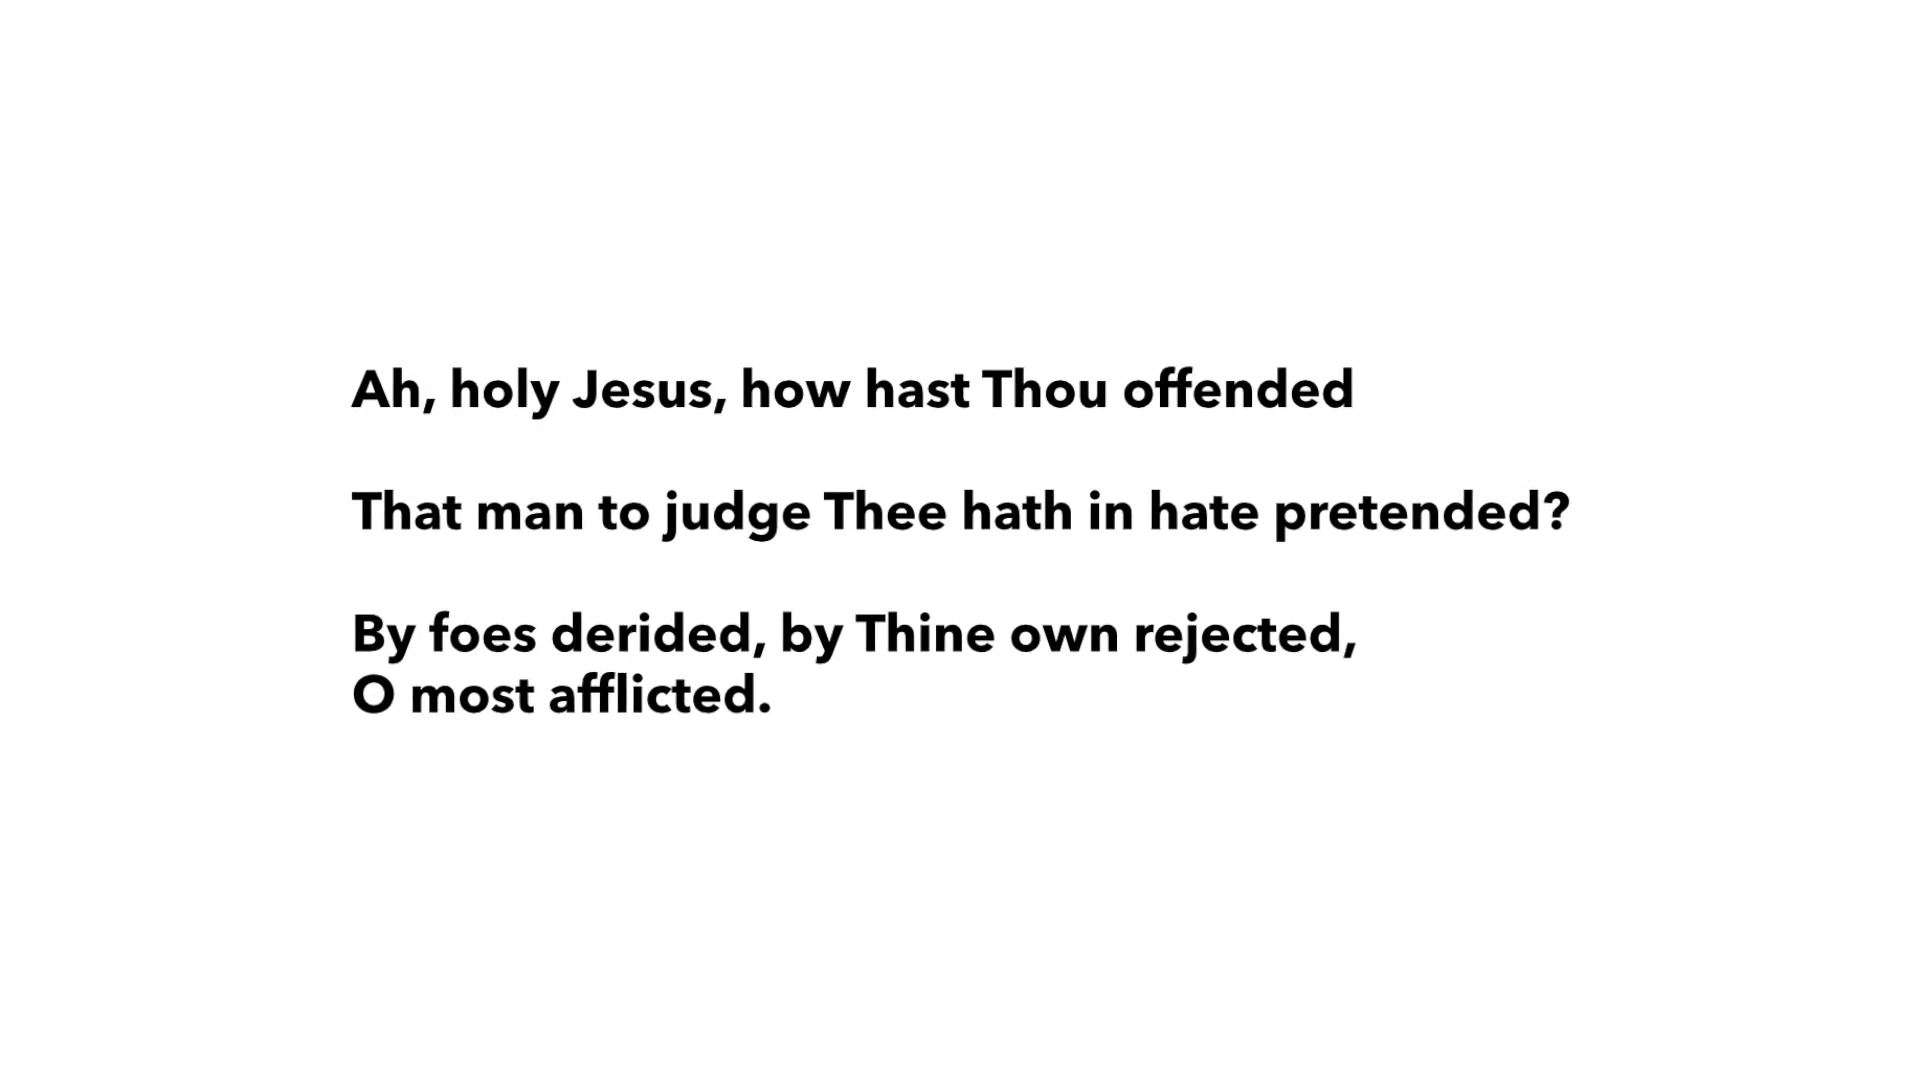 Ah, holy Jesus, how hast Thou offended
That man to judge Thee hath in hate pretended?
By foes derided, by Thine own rejected,
O most afflicted.